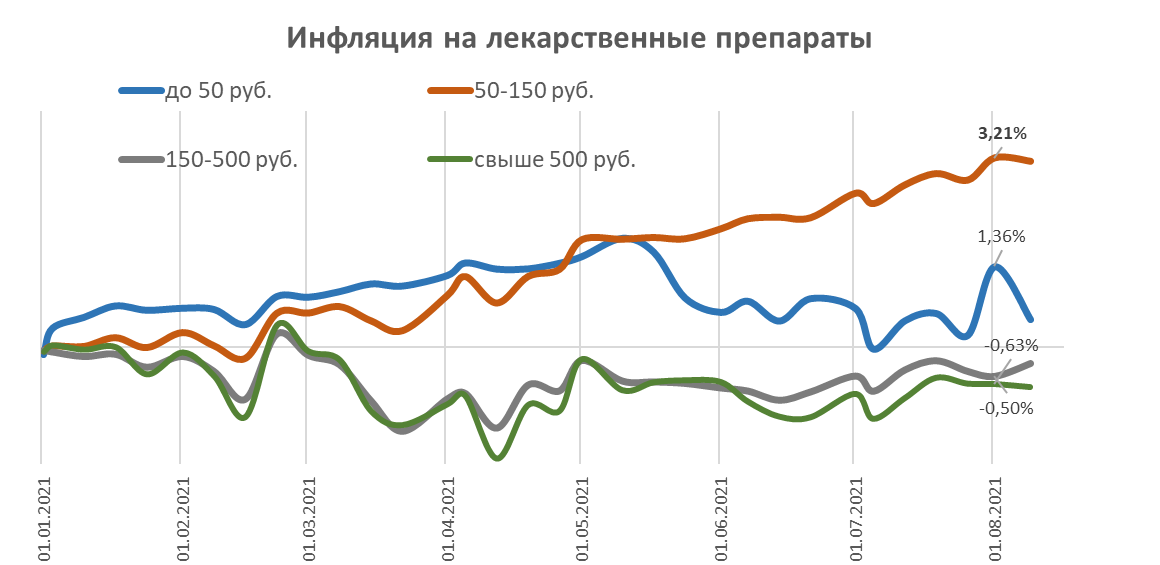 Инфляция на лекарственные препараты
до 50 руб.
50-150 руб.
150-500 руб.
свыше 500 руб.
3,21%
1,36%
-0,63%
-0,50%
01.01.2021
01.02.2021
01.03.2021
01.04.2021
01.05.2021
01.06.2021
01.07.2021
01.08.2021